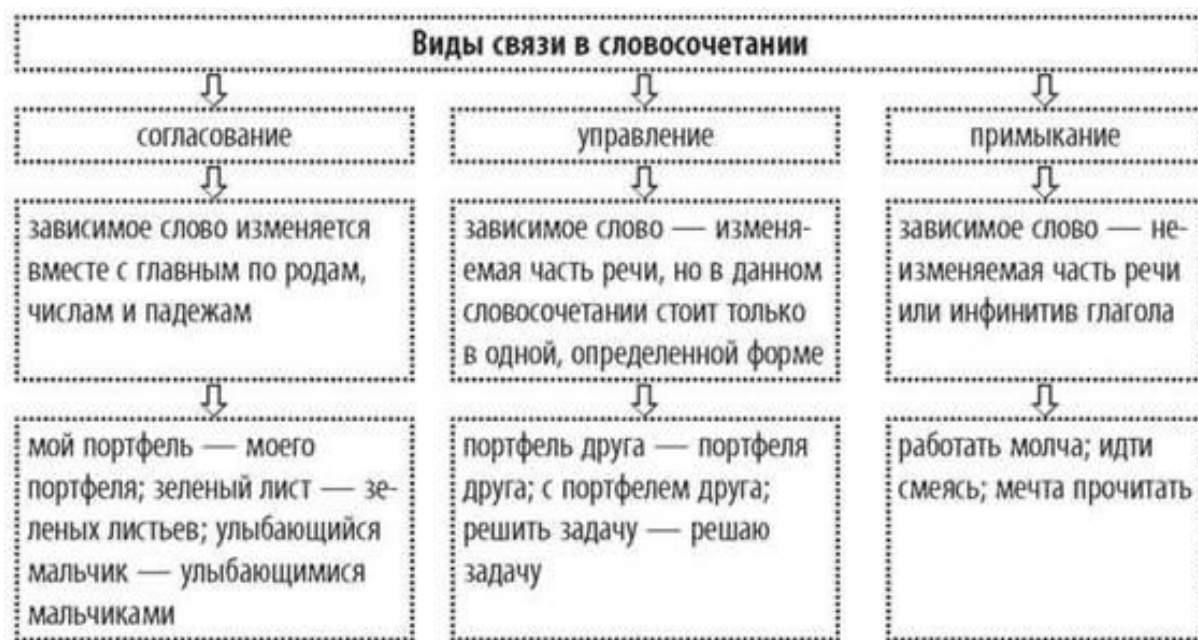 Виды связи в словосочетании
согласование
управление
примыкание
зависимое слово изменяется
вместе с главным по родам,
числам и падежам
зависимое слово — изменя-
емая часть речи, но в данном
словосочетании стоит только
в одной, определенной форме
зависимое слово — не-
изменяемая часть речи
или инфинитив глагола
мой портфель — моего
портфеля; зеленый лист — зе-
леных листьев; улыбающийся
мальчик — улыбающимися
мальчиками
портфель друга — портфеля
друга; с портфелем друга;
решить задачу — решаю
задачу
работать молча; идти
смеясь; мечта прочитать